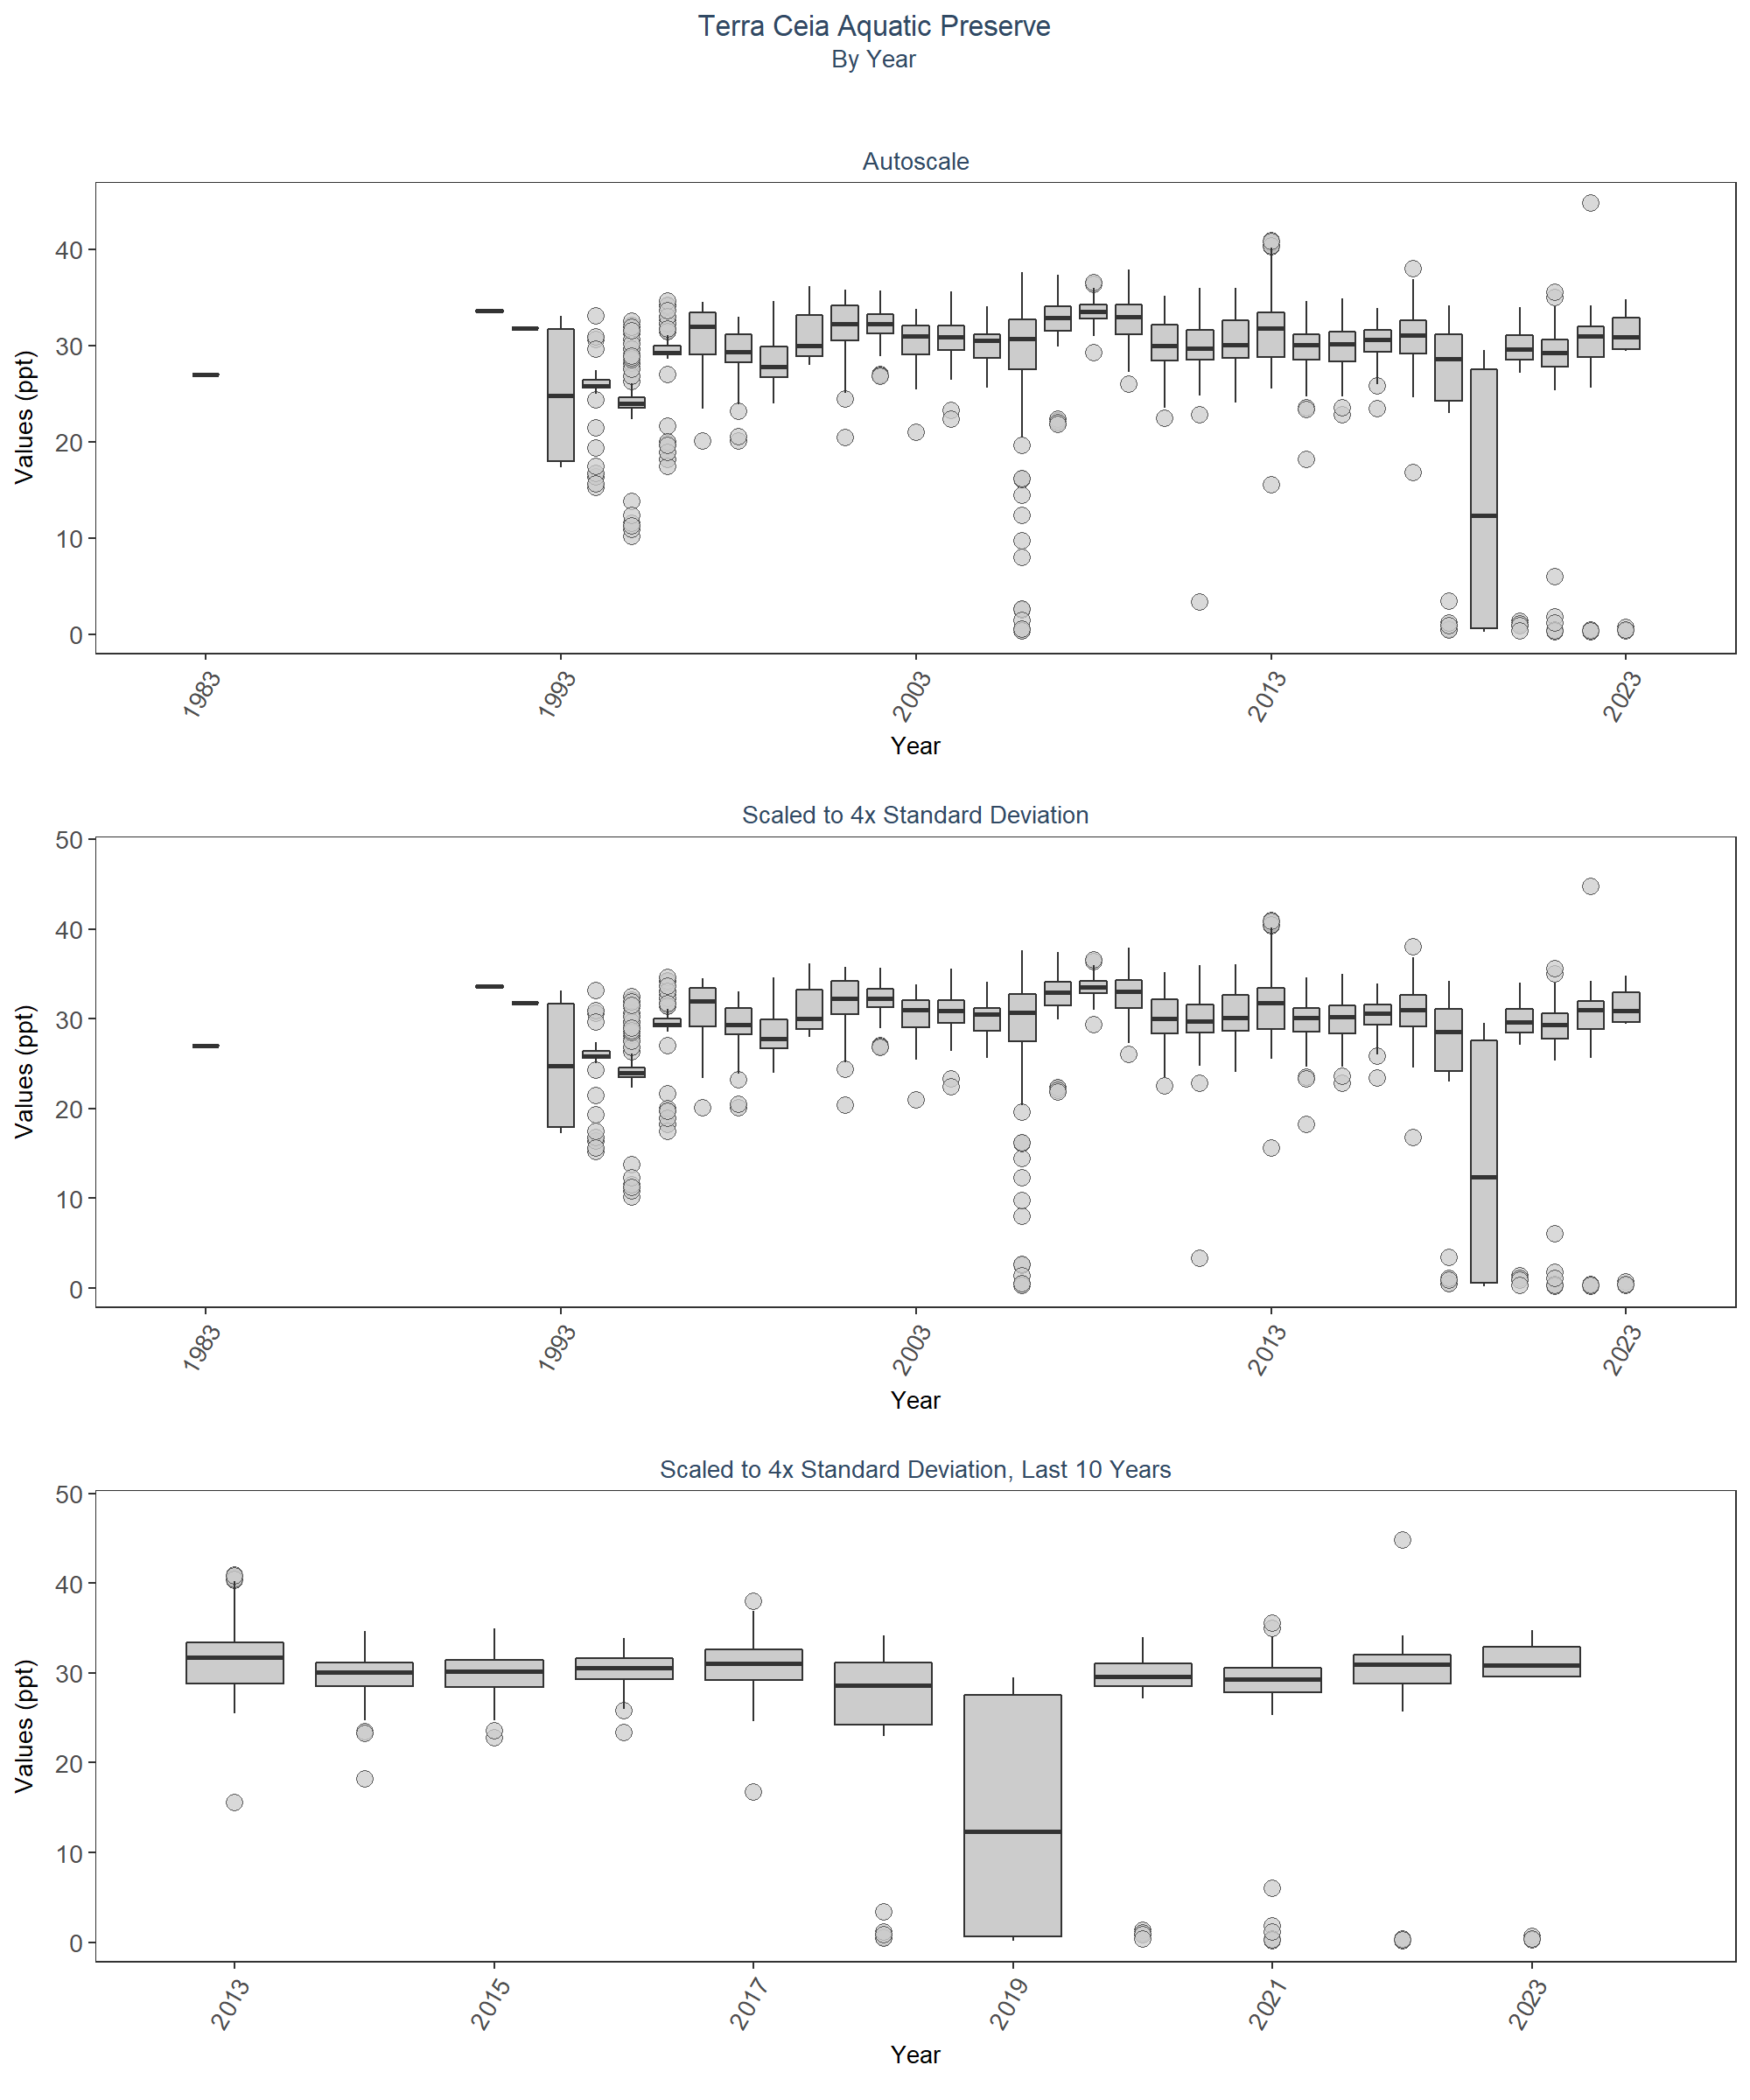 Terra Ceia Aquatic Preserve
By Year
Autoscale
Values (ppt)
40
30
20
10
0
1983 1993 2003 2013 2023
Year
Scaled to 4x Standard Deviation
Values (ppt)
50
40
30
20
10
0
1983 1993 2003 2013 2023
Year
Scaled to 4x Standard Deviation, Last 10 Years
Values (ppt)
50
40
30
20
10
0
2013 2015 2017 2019 2021 2023
Year